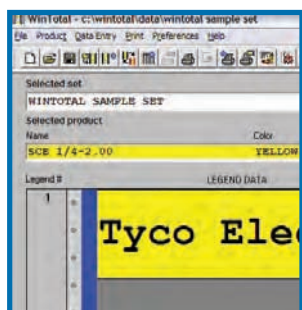 WinTotal - c:\wintotal\data\wintotal sample set
File Product Data Entry Print Preferences Help
Selected set
WINTOTAL SAMPLE SET
Selected product
Name Color
SCE 1/4-2.00 YELLOW
Legend # LEGEND DATA
1
Tyco Ele